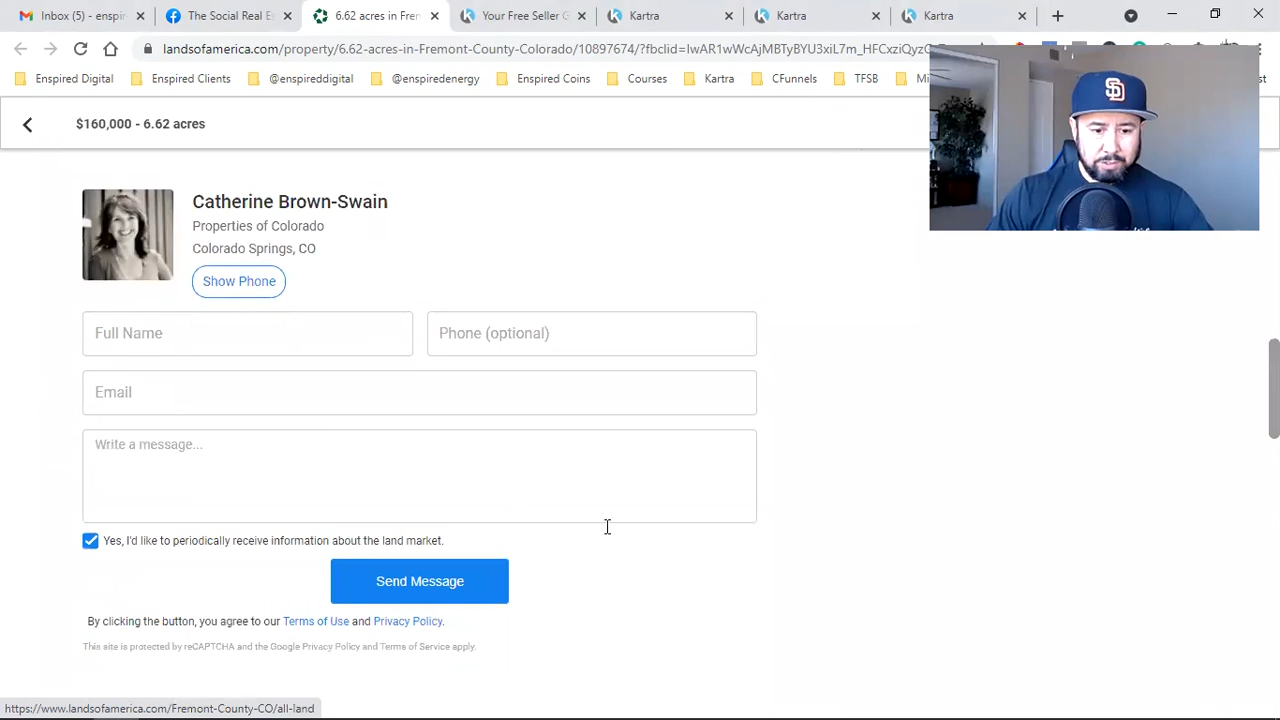 Inbox (5) - enspir
The Social Real Es
6.62 acres in Frem
Your Free Seller G
Kartra
Kartra
Kartra
landsofamerica.com/property/6.62-acres-in-Fremont-County-Colorado/10897674/?fbclid=IwAR1wWcAjMBTyBYU3xiL7m_HFCxziQyz
Enspired Digital
Enspired Clients
@enspireddigital
@enspiredenergy
Enspired Coins
Courses
Kartra
CFunnels
TFSB
$160,000 - 6.62 acres
SD
Catherine Brown-Swain
Properties of Colorado
Colorado Springs, CO
Show Phone
Full Name
Phone (optional)
Email
Write a message...
Yes, I'd like to periodically receive information about the land market.
Send Message
By clicking the button, you agree to our Terms of Use and Privacy Policy.
This site is protected by reCAPTCHA and the Google Privacy Policy and Terms of Service apply.
https://www.landsofamerica.com/Fremont-County-CO/all-land